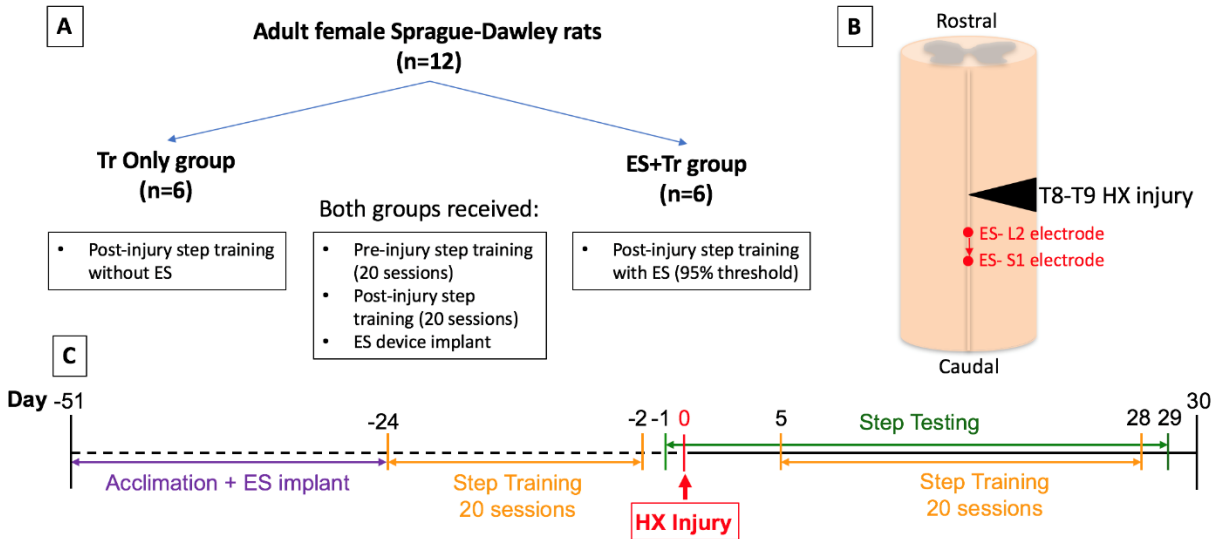 A
Adult female Sprague-Dawley rats
(n=12)
Tr Only group
(n=6)
ES+Tr group
(n=6)
Both groups received:
• Post-injury step training
without ES
• Pre-injury step training
(20 sessions)
• Post-injury step
training (20 sessions)
• ES device implant
• Post-injury step training
with ES (95% threshold)
B
Rostral
T8-T9 HX injury
ES- L2 electrode
ES- S1 electrode
Caudal
C
Day -51
-24
-2
-1
0
5
28
29
30
Step Testing
Acclimation + ES implant
Step Training
20 sessions
HX Injury
Step Training
20 sessions